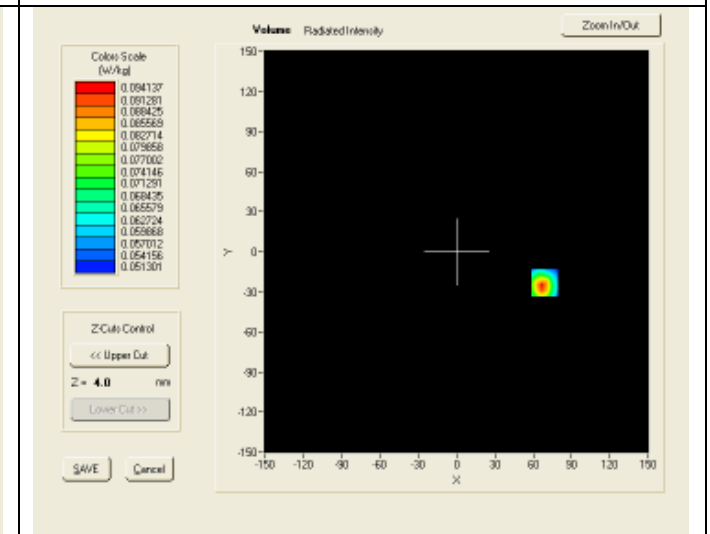 Volume Radiated Intensity
Zoom In/Out
Colors Scale
(W/kg)
0.094137
0.091281
0.088425
0.085569
0.082714
0.079858
0.077002
0.074146
0.071291
0.068435
0.065579
0.062724
0.059868
0.057012
0.054156
0.051301
Z-Cuts Control
<< Upper Cut
Z = 4.0 mm
Lower Cut >>
SAVE Cancel
150
120
90
60
30
0
-30
-60
-90
-120
-150
Y
-150 -120 -90 -60 -30 0 30 60 90 120 150
X